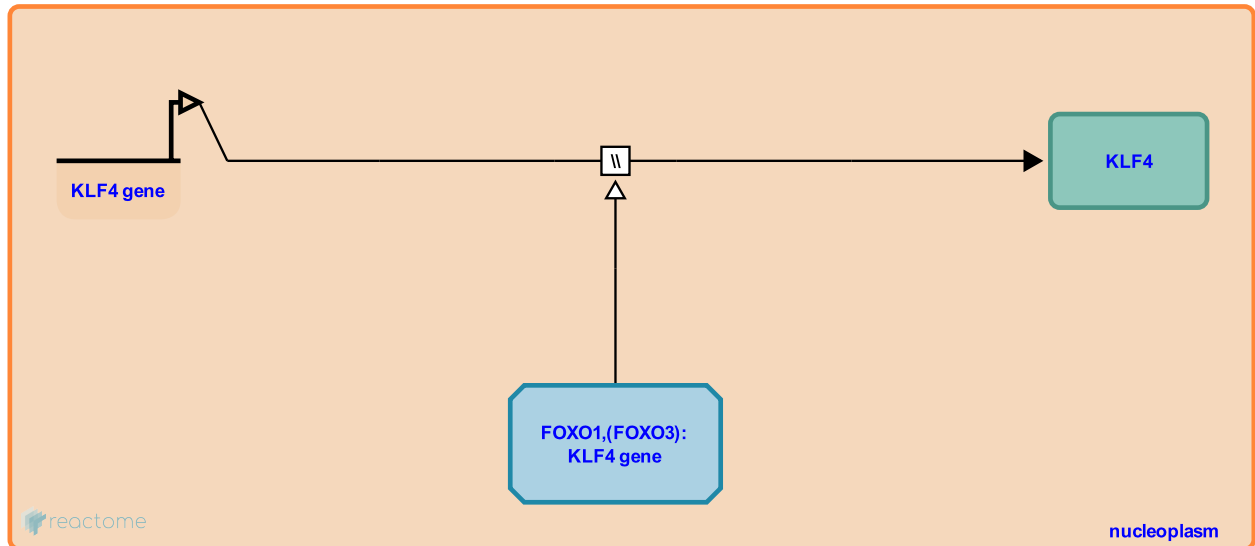 KLF4 gene
\\
KLF4
FOXO1,(FOXO3):
KLF4 gene
reactome
nucleoplasm